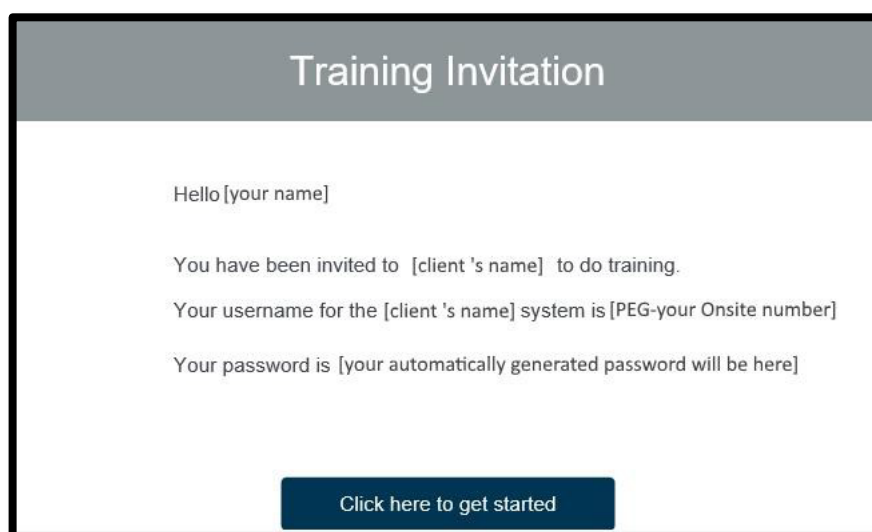 Training Invitation
Hello [your name]
You have been invited to [client 's name] to do training.
Your username for the [client 's name] system is [PEG-your Onsite number]
Your password is [your automatically generated password will be here]
Click here to get started